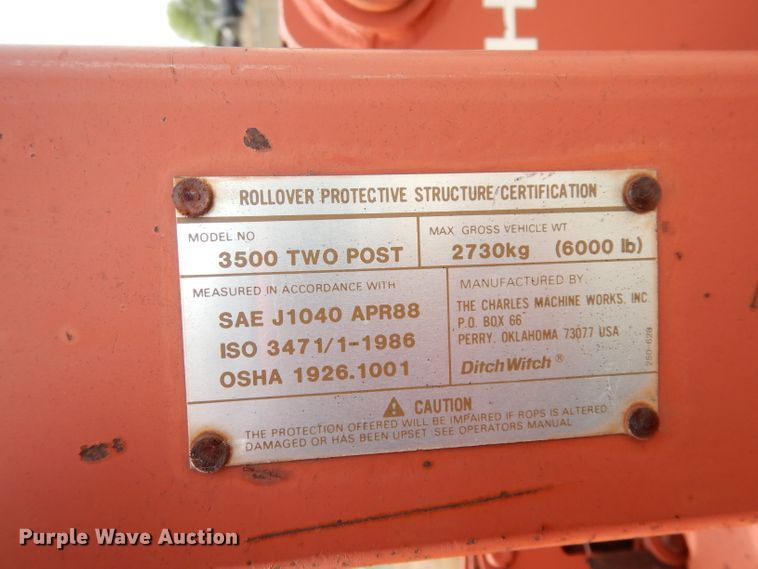 H
ROLLOVER PROTECTIVE STRUCTURE/CERTIFICATION
MODEL NO
3500 TWO POST
MAX GROSS VEHICLE WT
2730kg (6000 lb)
MEASURED IN ACCORDANCE WITH
SAE J1040 APR88
ISO 3471/1-1986
OSHA 1926.1001
MANUFACTURED BY
THE CHARLES MACHINE WORKS, INC.
P.O. BOX 66
PERRY, OKLAHOMA 73077 USA
DitchWitch®
250-628
CAUTION
THE PROTECTION OFFERED WILL BE IMPAIRED IF ROPS IS ALTERED
DAMAGED OR HAS BEEN UPSET SEE OPERATORS MANUAL
Purple Wave Auction